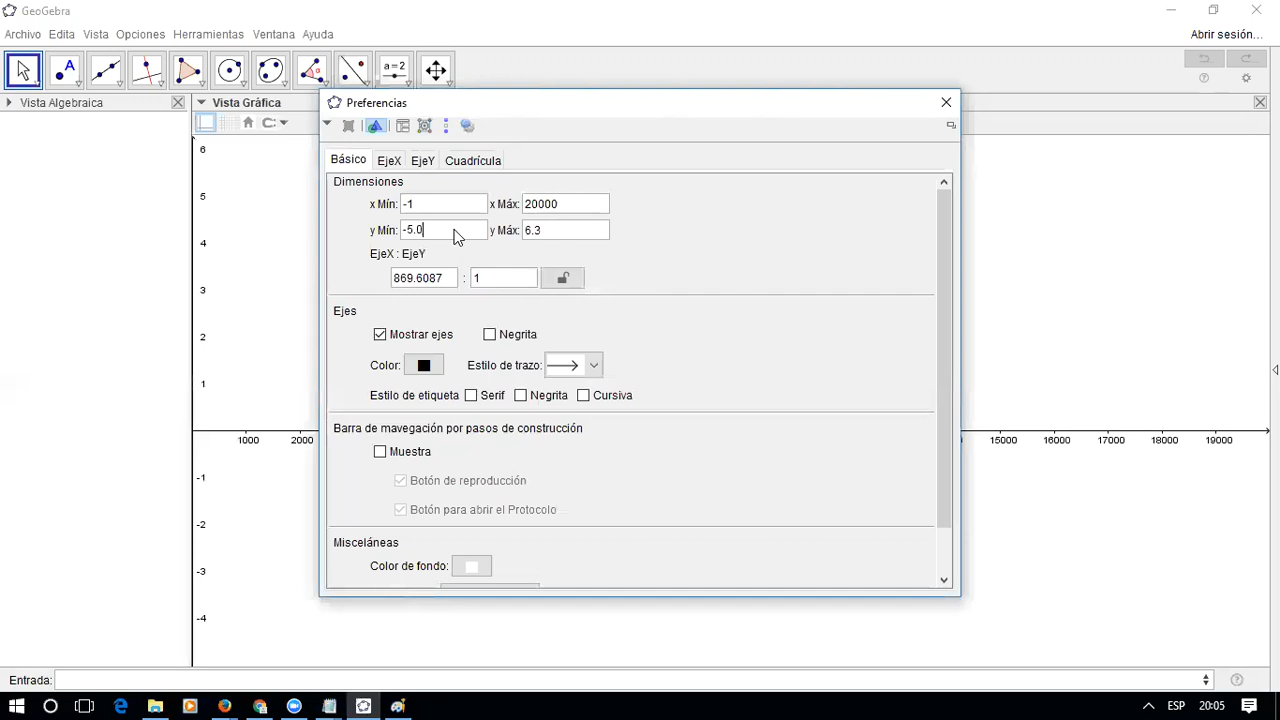 GeoGebra
Archivo Edita Vista Opciones Herramientas Ventana Ayuda
Abrir sesión...
A
a=2
Vista Algebraica
Vista Gráfica
Preferencias
Básico EjeX EjeY Cuadrícula
Dimensiones
x Mín: -1 x Máx: 20000
y Mín: -5.0 y Máx: 6.3
EjeX : EjeY
869.6087 : 1
Ejes
Mostrar ejes Negrita
Color: Estilo de trazo:
Estilo de etiqueta Serif Negrita Cursiva
Barra de mavegación por pasos de construcción
Muestra
Botón de reproducción
Botón para abrir el Protocolo
Misceláneas
Color de fondo:
6
5
4
3
2
1
1000 2000 15000 16000 17000 18000 19000
-1
-2
-3
-4
Entrada:
ESP 20:05